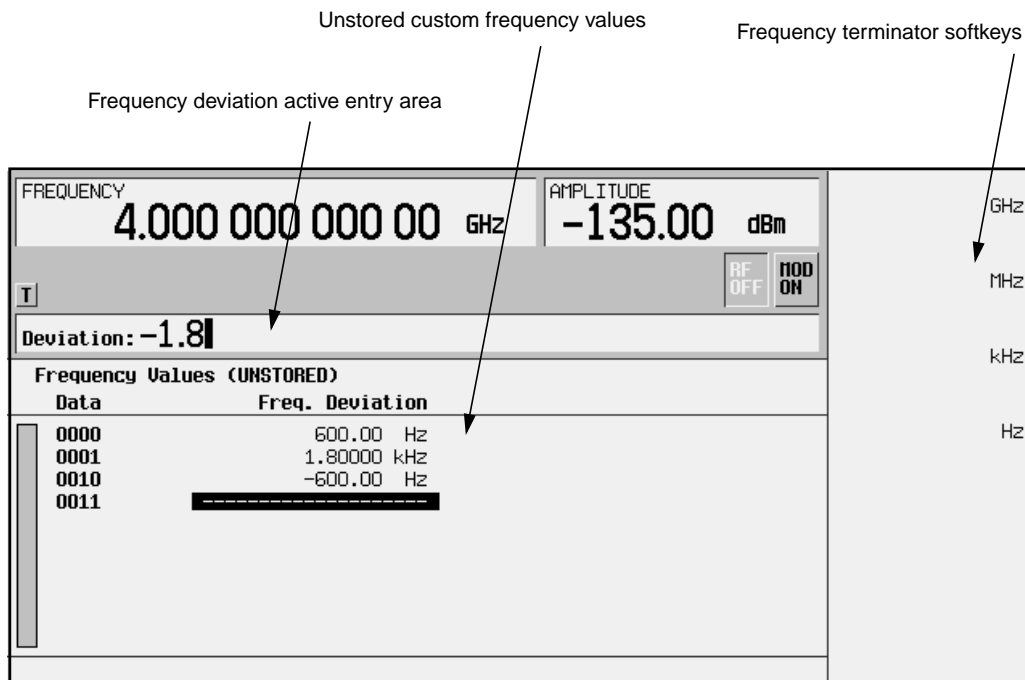 Unstored custom frequency values
Frequency terminator softkeys
Frequency deviation active entry area
FREQUENCY
4.000 000 000 00 GHz
AMPLITUDE
-135.00 dBm
T
RF
OFF
MOD
ON
Deviation: -1.8
Frequency Values (UNSTORED)
Data Freq. Deviation
0000 600.00 Hz
0001 1.80000 kHz
0010 -600.00 Hz
0011 --------------------
GHz
MHz
kHz
Hz